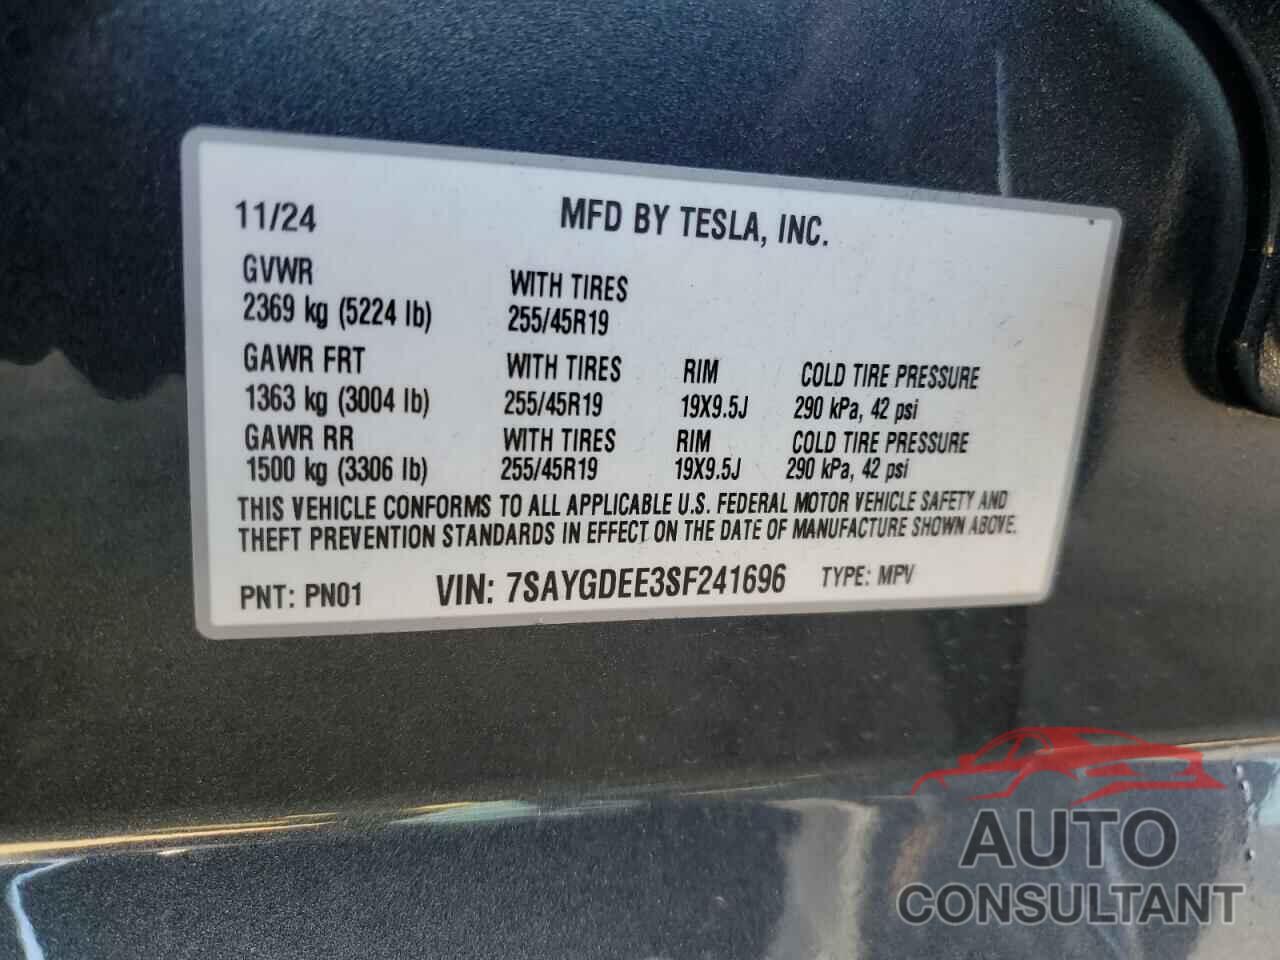 11/24 MFD BY TESLA, INC.
GVWR WITH TIRES
2369 kg (5224 lb) 255/45R19
GAWR FRT WITH TIRES RIM COLD TIRE PRESSURE
1363 kg (3004 lb) 255/45R19 19X9.5J 290 kPa, 42 psi
GAWR RR WITH TIRES RIM COLD TIRE PRESSURE
1500 kg (3306 lb) 255/45R19 19X9.5J 290 kPa, 42 psi
THIS VEHICLE CONFORMS TO ALL APPLICABLE U.S. FEDERAL MOTOR VEHICLE SAFETY AND
THEFT PREVENTION STANDARDS IN EFFECT ON THE DATE OF MANUFACTURE SHOWN ABOVE.
PNT: PN01 VIN: 7SAYGDEE3SF241696 TYPE: MPV
AUTO
CONSULTANT